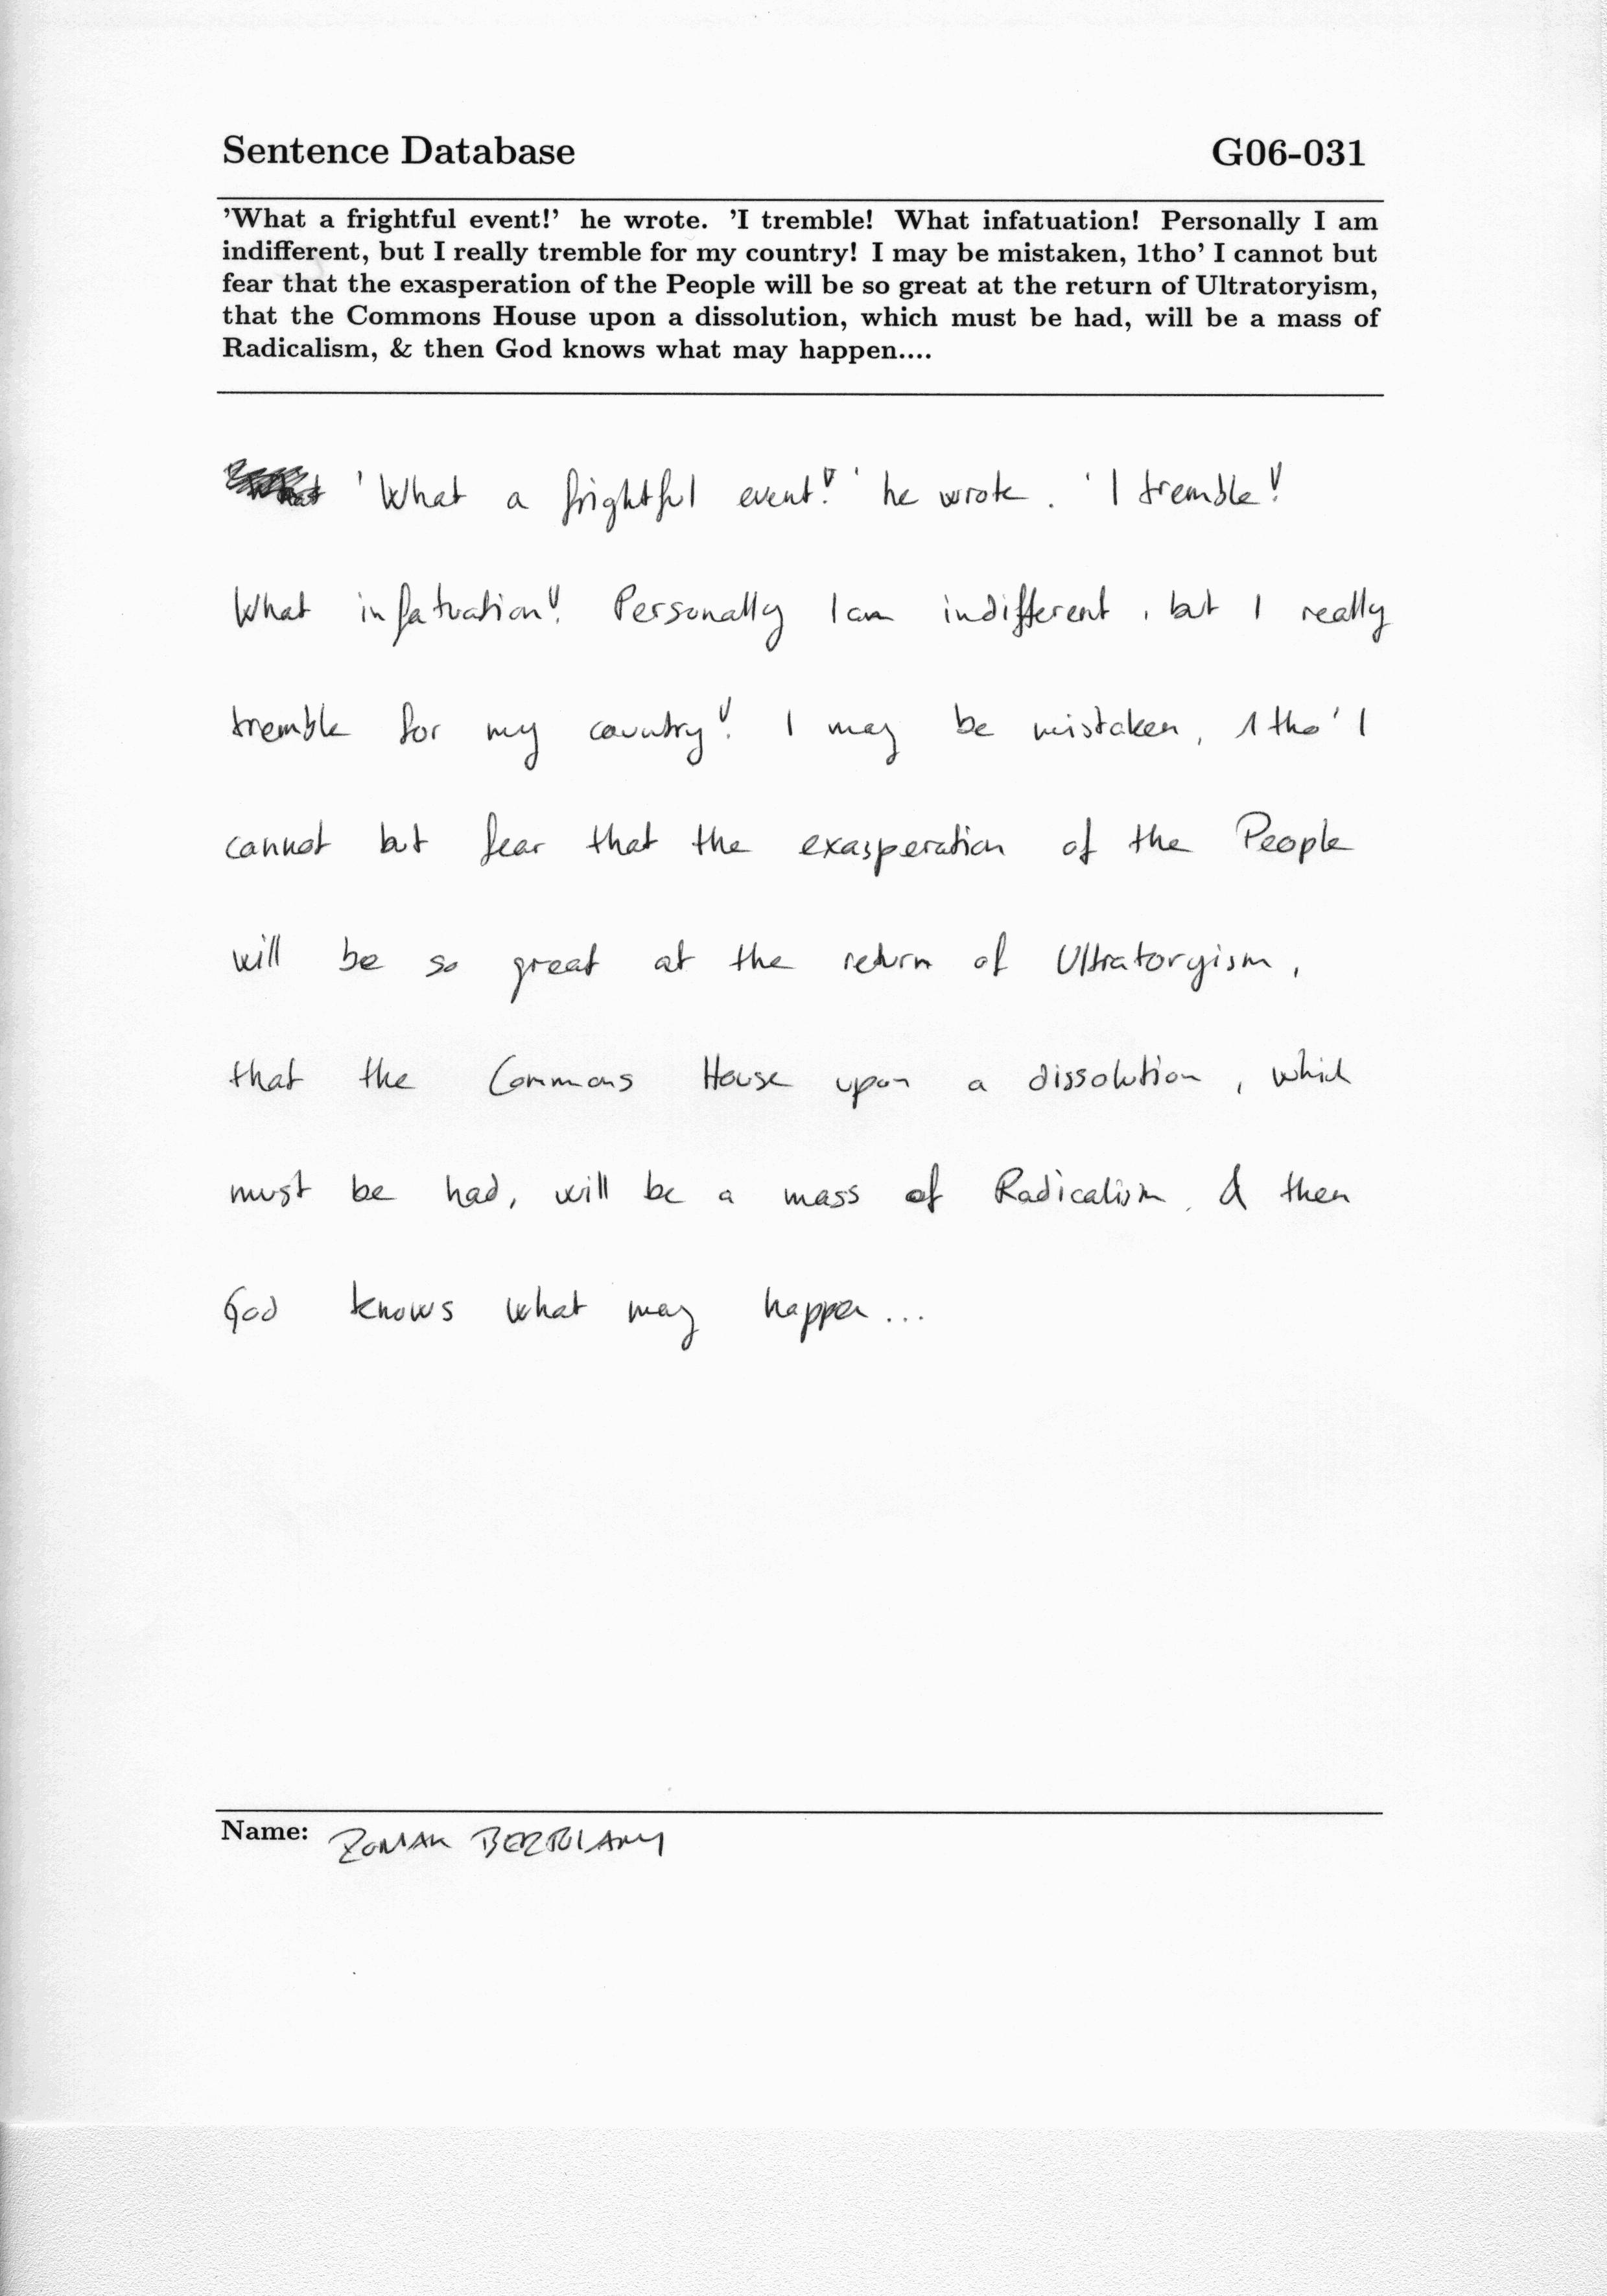 Sentence Database G06-031
'What a frightful event!' he wrote. 'I tremble! What infatuation! Personally I am
indifferent, but I really tremble for my country! I may be mistaken, 1tho' I cannot but
fear that the exasperation of the People will be so great at the return of Ultratoryism,
that the Commons House upon a dissolution, which must be had, will be a mass of
Radicalism, & then God knows what may happen....
'What a frightful event!' he wrote. 'I tremble!
What infatuation! Personally I am indifferent, but I really
tremble for my country! I may be mistaken, 1tho' I
cannot but fear that the exasperation of the People
will be so great at the return of Ultratoryism,
that the Commons House upon a dissolution, which
must be had, will be a mass of Radicalism, & then
God knows what may happen...
Name: